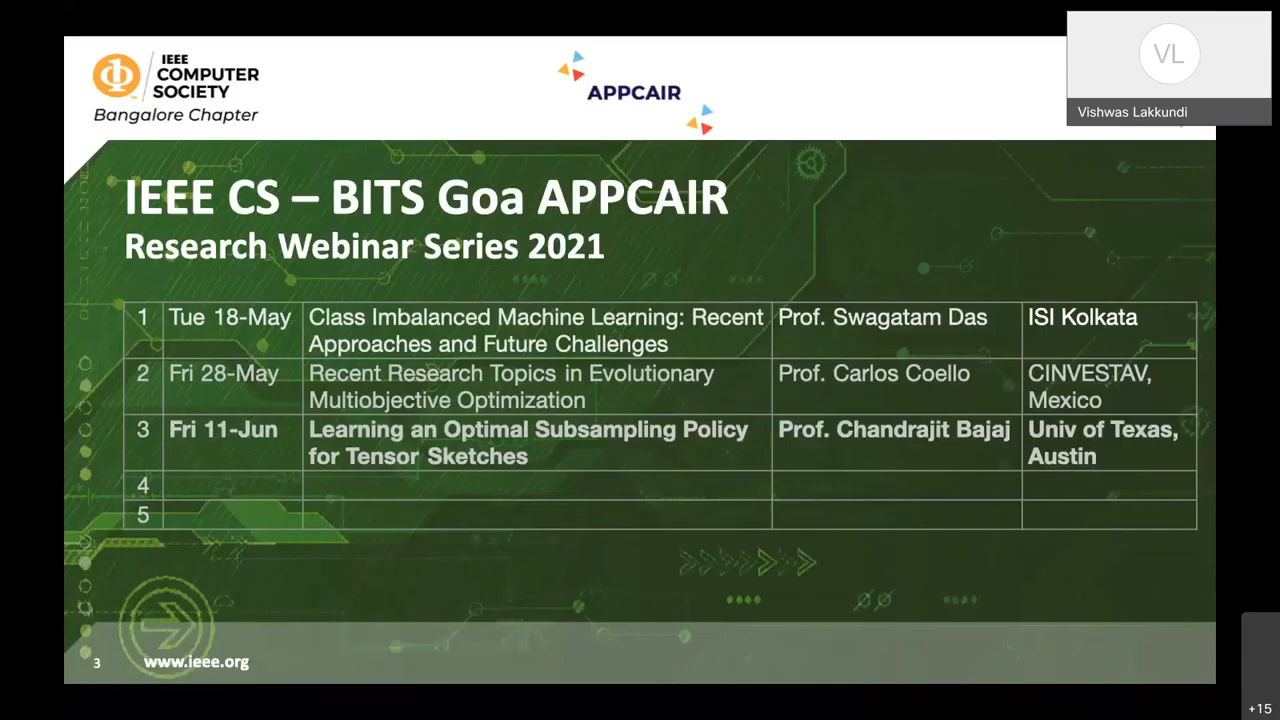 IEEE
COMPUTER
SOCIETY
Bangalore Chapter
APPCAIR
VL
Vishwas Lakkundi
IEEE CS – BITS Goa APPCAIR
Research Webinar Series 2021
1 Tue 18-May Class Imbalanced Machine Learning: Recent Approaches and Future Challenges Prof. Swagatam Das ISI Kolkata
2 Fri 28-May Recent Research Topics in Evolutionary Multiobjective Optimization Prof. Carlos Coello CINVESTAV, Mexico
3 Fri 11-Jun Learning an Optimal Subsampling Policy for Tensor Sketches Prof. Chandrajit Bajaj Univ of Texas, Austin
4
5
3 www.ieee.org
+15